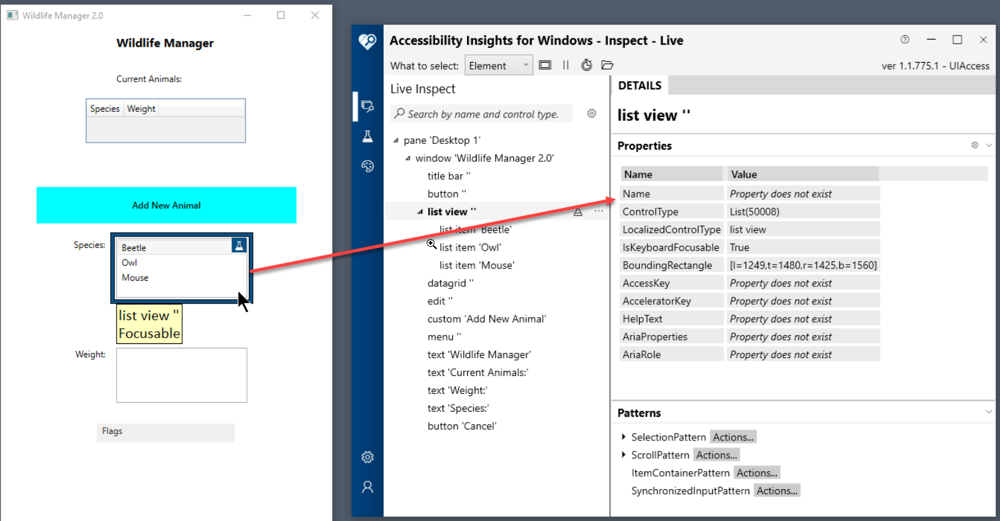 Wildlife Manager 2.0
Wildlife Manager
Current Animals:
Species Weight
Add New Animal
Species:
Beetle
Owl
Mouse
list view ''
Focusable
Weight:
Flags
Accessibility Insights for Windows - Inspect - Live
What to select: Element
ver 1.1.775.1 - UIAccess
Live Inspect
Search by name and control type.
pane 'Desktop 1'
window 'Wildlife Manager 2.0'
title bar ''
button ''
list view ''
list item 'Beetle'
list item 'Owl'
list item 'Mouse'
datagrid ''
edit ''
custom 'Add New Animal'
menu ''
text 'Wildlife Manager'
text 'Current Animals:'
text 'Weight:'
text 'Species:'
button 'Cancel'
DETAILS
list view ''
Properties
Name Value
Name Property does not exist
ControlType List(50008)
LocalizedControlType list view
IsKeyboardFocusable True
BoundingRectangle [l=1249,t=1480,r=1425,b=1560]
AccessKey Property does not exist
AcceleratorKey Property does not exist
HelpText Property does not exist
AriaProperties Property does not exist
AriaRole Property does not exist
Patterns
SelectionPattern Actions...
ScrollPattern Actions...
ItemContainerPattern Actions...
SynchronizedInputPattern Actions...